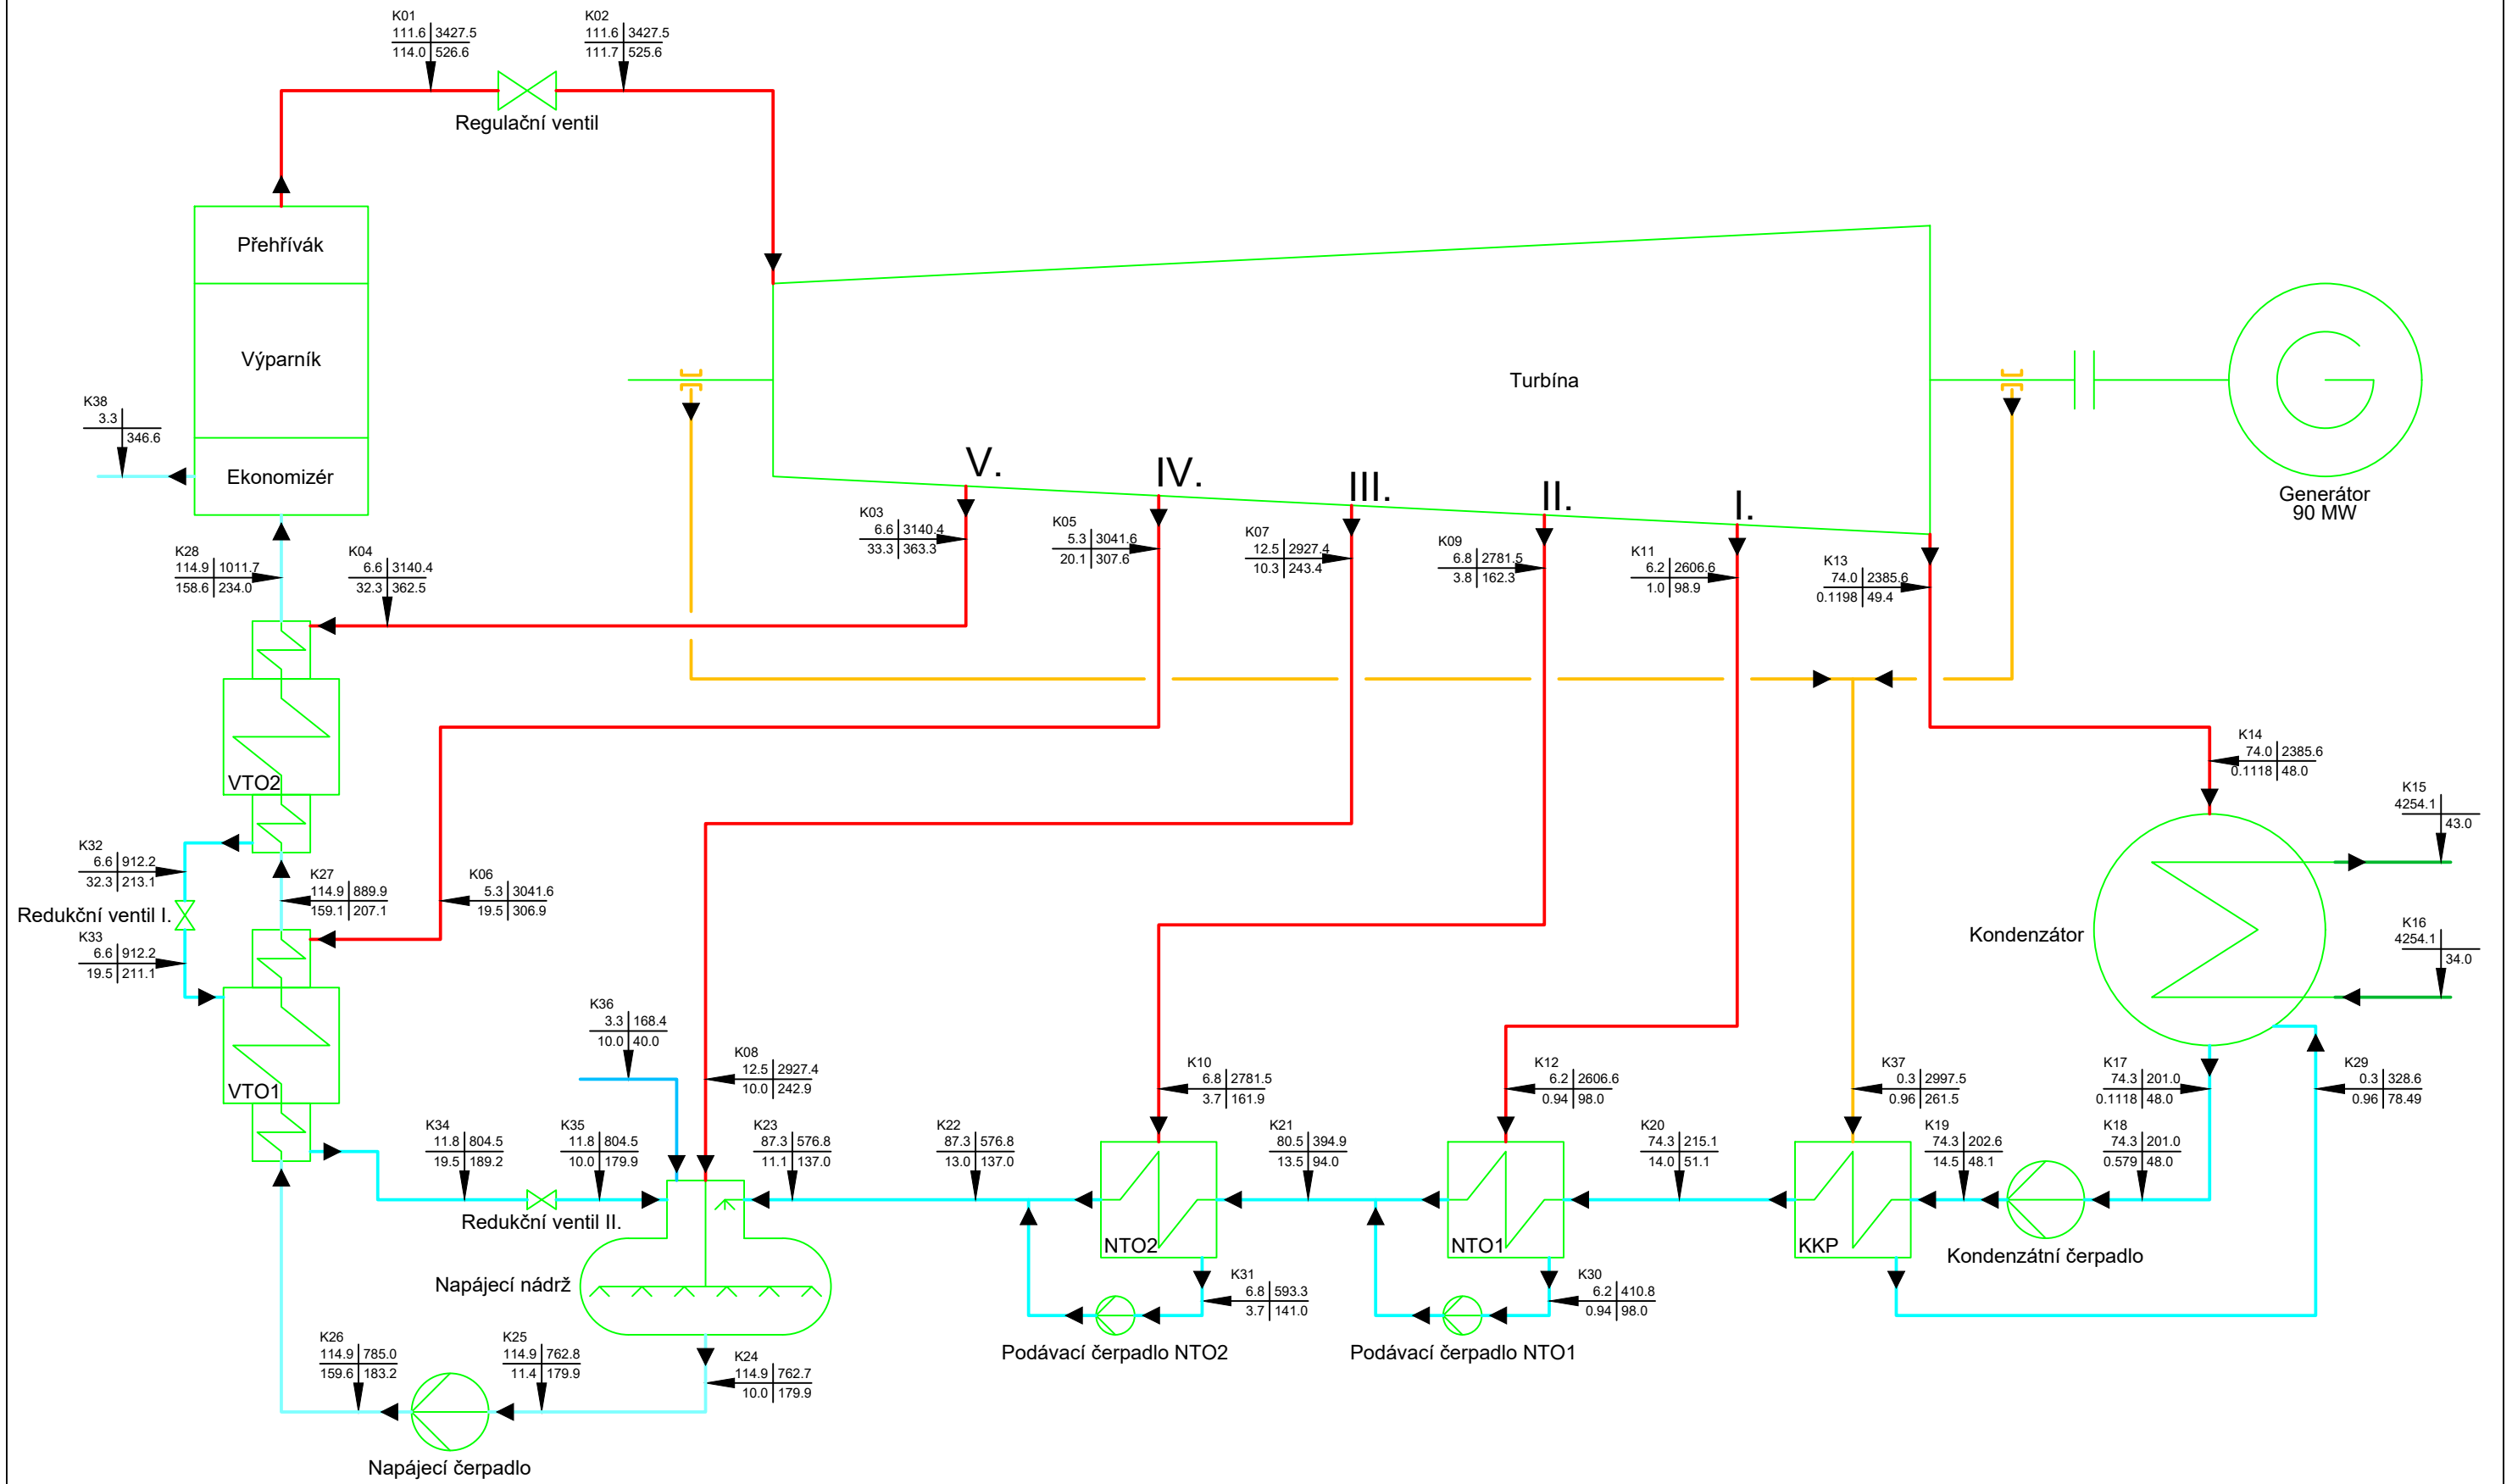 K01
111.6 3427.5
114.0 526.6
K02
111.6 3427.5
111.7 525.6
Regulační ventil
Přehřívák
Výparník
Ekonomizér
K38
3.3
346.6
Turbína
Generátor
90 MW
V.
IV.
III.
II.
I.
K03
6.6 3140.4
33.3 363.3
K05
5.3 3041.6
20.1 307.6
K07
12.5 2927.4
10.3 243.4
K09
6.8 2781.5
3.8 162.3
K11
6.2 2606.6
1.0 98.9
K13
74.0 2385.6
0.1198 49.4
K28
114.9 1011.7
158.6 234.0
K04
6.6 3140.4
32.3 362.5
VTO2
K14
74.0 2385.6
0.1118 48.0
K15
4254.1
43.0
K32
6.6 912.2
32.3 213.1
K27
114.9 889.9
159.1 207.1
K06
5.3 3041.6
19.5 306.9
Redukční ventil I.
K33
6.6 912.2
19.5 211.1
Kondenzátor
K16
4254.1
34.0
VTO1
K36
3.3 168.4
10.0 40.0
K08
12.5 2927.4
10.0 242.9
K10
6.8 2781.5
3.7 161.9
K12
6.2 2606.6
0.94 98.0
K37
0.3 2997.5
0.96 261.5
K17
74.3 201.0
0.1118 48.0
K29
0.3 328.6
0.96 78.49
K34
11.8 804.5
19.5 189.2
K35
11.8 804.5
10.0 179.9
K23
87.3 576.8
11.1 137.0
K22
87.3 576.8
13.0 137.0
K21
80.5 394.9
13.5 94.0
K20
74.3 215.1
14.0 51.1
K19
74.3 202.6
14.5 48.1
K18
74.3 201.0
0.579 48.0
Redukční ventil II.
NTO2
NTO1
KKP
Kondenzátní čerpadlo
Napájecí nádrž
K31
6.8 593.3
3.7 141.0
K30
6.2 410.8
0.94 98.0
Podávací čerpadlo NTO2
Podávací čerpadlo NTO1
K26
114.9 785.0
159.6 183.2
K25
114.9 762.8
11.4 179.9
K24
114.9 762.7
10.0 179.9
Napájecí čerpadlo